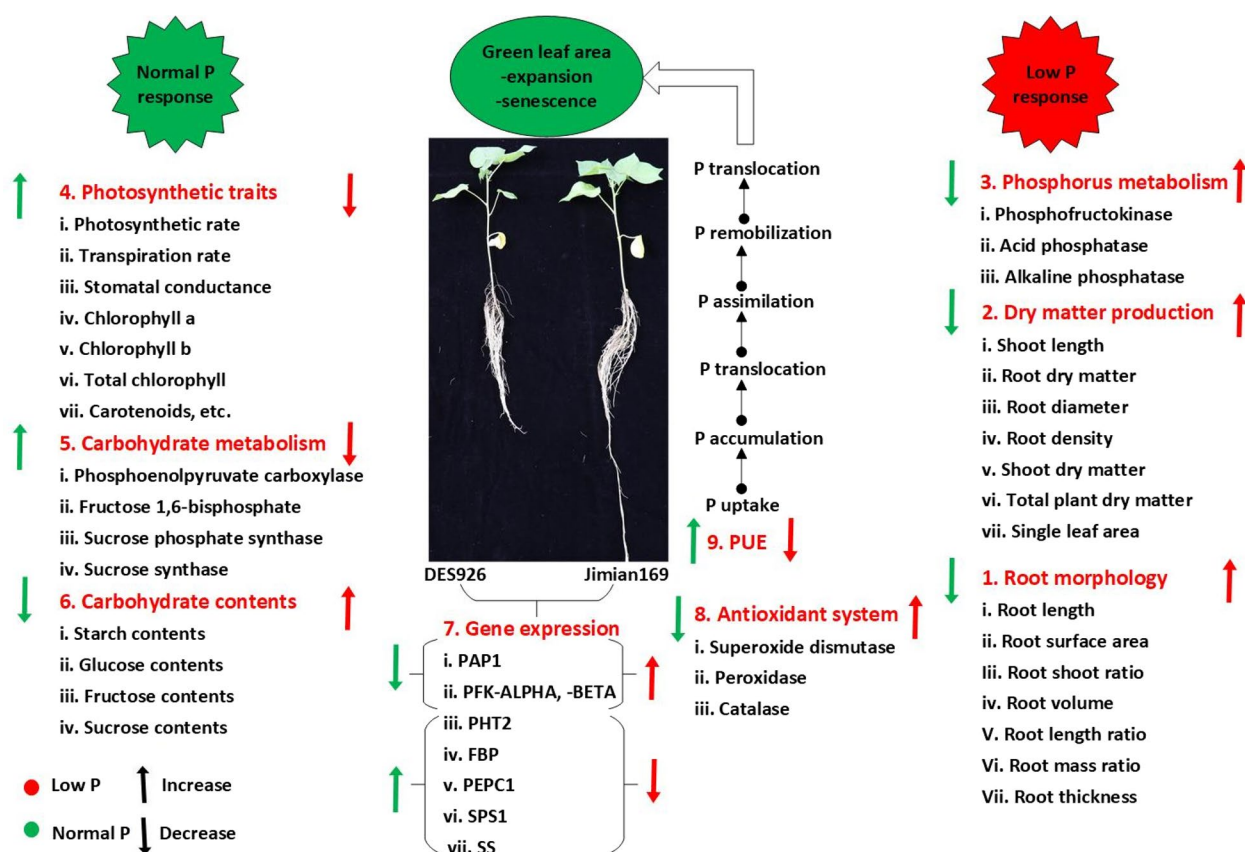 Normal P
response
Green leaf area
-expansion
-senescence
Low P
response
4. Photosynthetic traits
i. Photosynthetic rate
ii. Transpiration rate
iii. Stomatal conductance
iv. Chlorophyll a
v. Chlorophyll b
vi. Total chlorophyll
vii. Carotenoids, etc.
5. Carbohydrate metabolism
i. Phosphoenolpyruvate carboxylase
ii. Fructose 1,6-bisphosphate
iii. Sucrose phosphate synthase
iv. Sucrose synthase
6. Carbohydrate contents
i. Starch contents
ii. Glucose contents
iii. Fructose contents
iv. Sucrose contents
Low P
Increase
Normal P
Decrease
DES926
Jimian169
7. Gene expression
i. PAP1
ii. PFK-ALPHA, -BETA
iii. PHT2
iv. FBP
v. PEPC1
vi. SPS1
vii. SS
P translocation
P remobilization
P assimilation
P translocation
P accumulation
P uptake
9. PUE
8. Antioxidant system
i. Superoxide dismutase
ii. Peroxidase
iii. Catalase
3. Phosphorus metabolism
i. Phosphofructokinase
ii. Acid phosphatase
iii. Alkaline phosphatase
2. Dry matter production
i. Shoot length
ii. Root dry matter
iii. Root diameter
iv. Root density
v. Shoot dry matter
vi. Total plant dry matter
vii. Single leaf area
1. Root morphology
i. Root length
ii. Root surface area
Iii. Root shoot ratio
iv. Root volume
V. Root length ratio
Vi. Root mass ratio
Vii. Root thickness